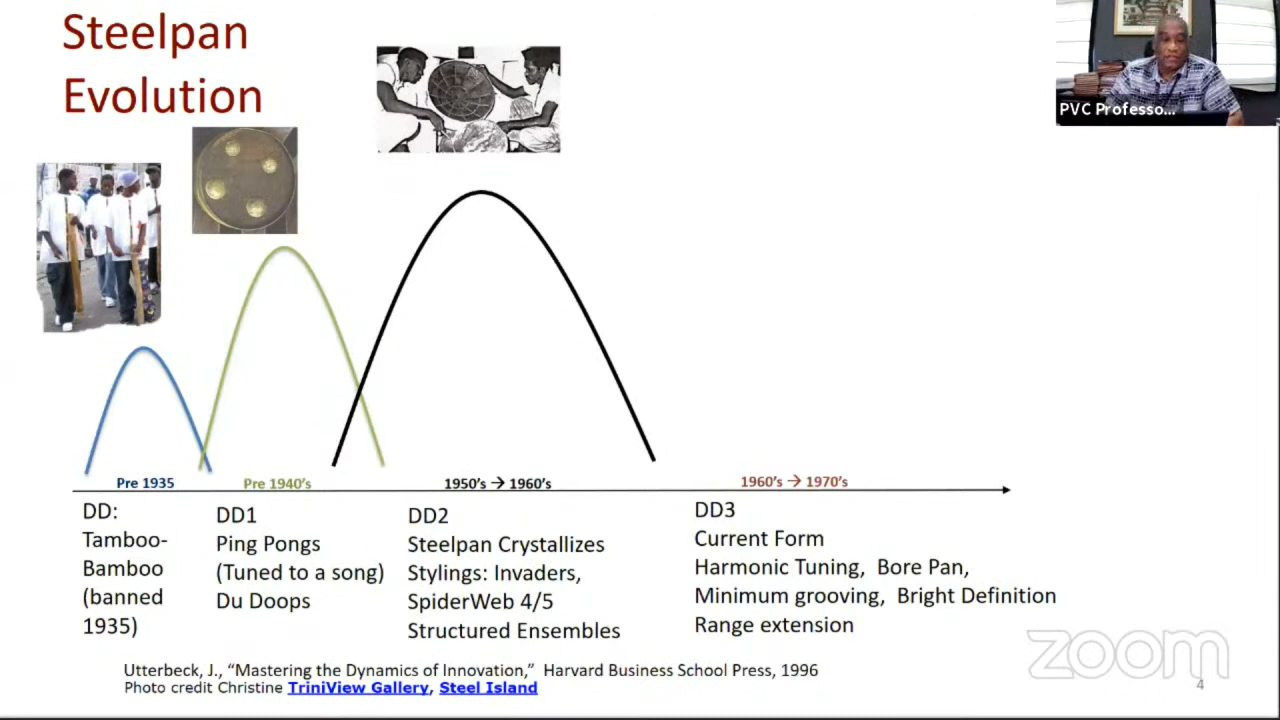 Steelpan
Evolution
PVC Professo...
Pre 1935
Pre 1940's
1950's → 1960's
1960's → 1970's
DD:
Tamboo-
Bamboo
(banned
1935)
DD1
Ping Pongs
(Tuned to a song)
Du Doops
DD2
Steelpan Crystallizes
Stylings: Invaders,
SpiderWeb 4/5
Structured Ensembles
DD3
Current Form
Harmonic Tuning, Bore Pan,
Minimum grooving, Bright Definition
Range extension
Utterbeck, J., “Mastering the Dynamics of Innovation,” Harvard Business School Press, 1996
Photo credit Christine TriniView Gallery, Steel Island
zoom
4